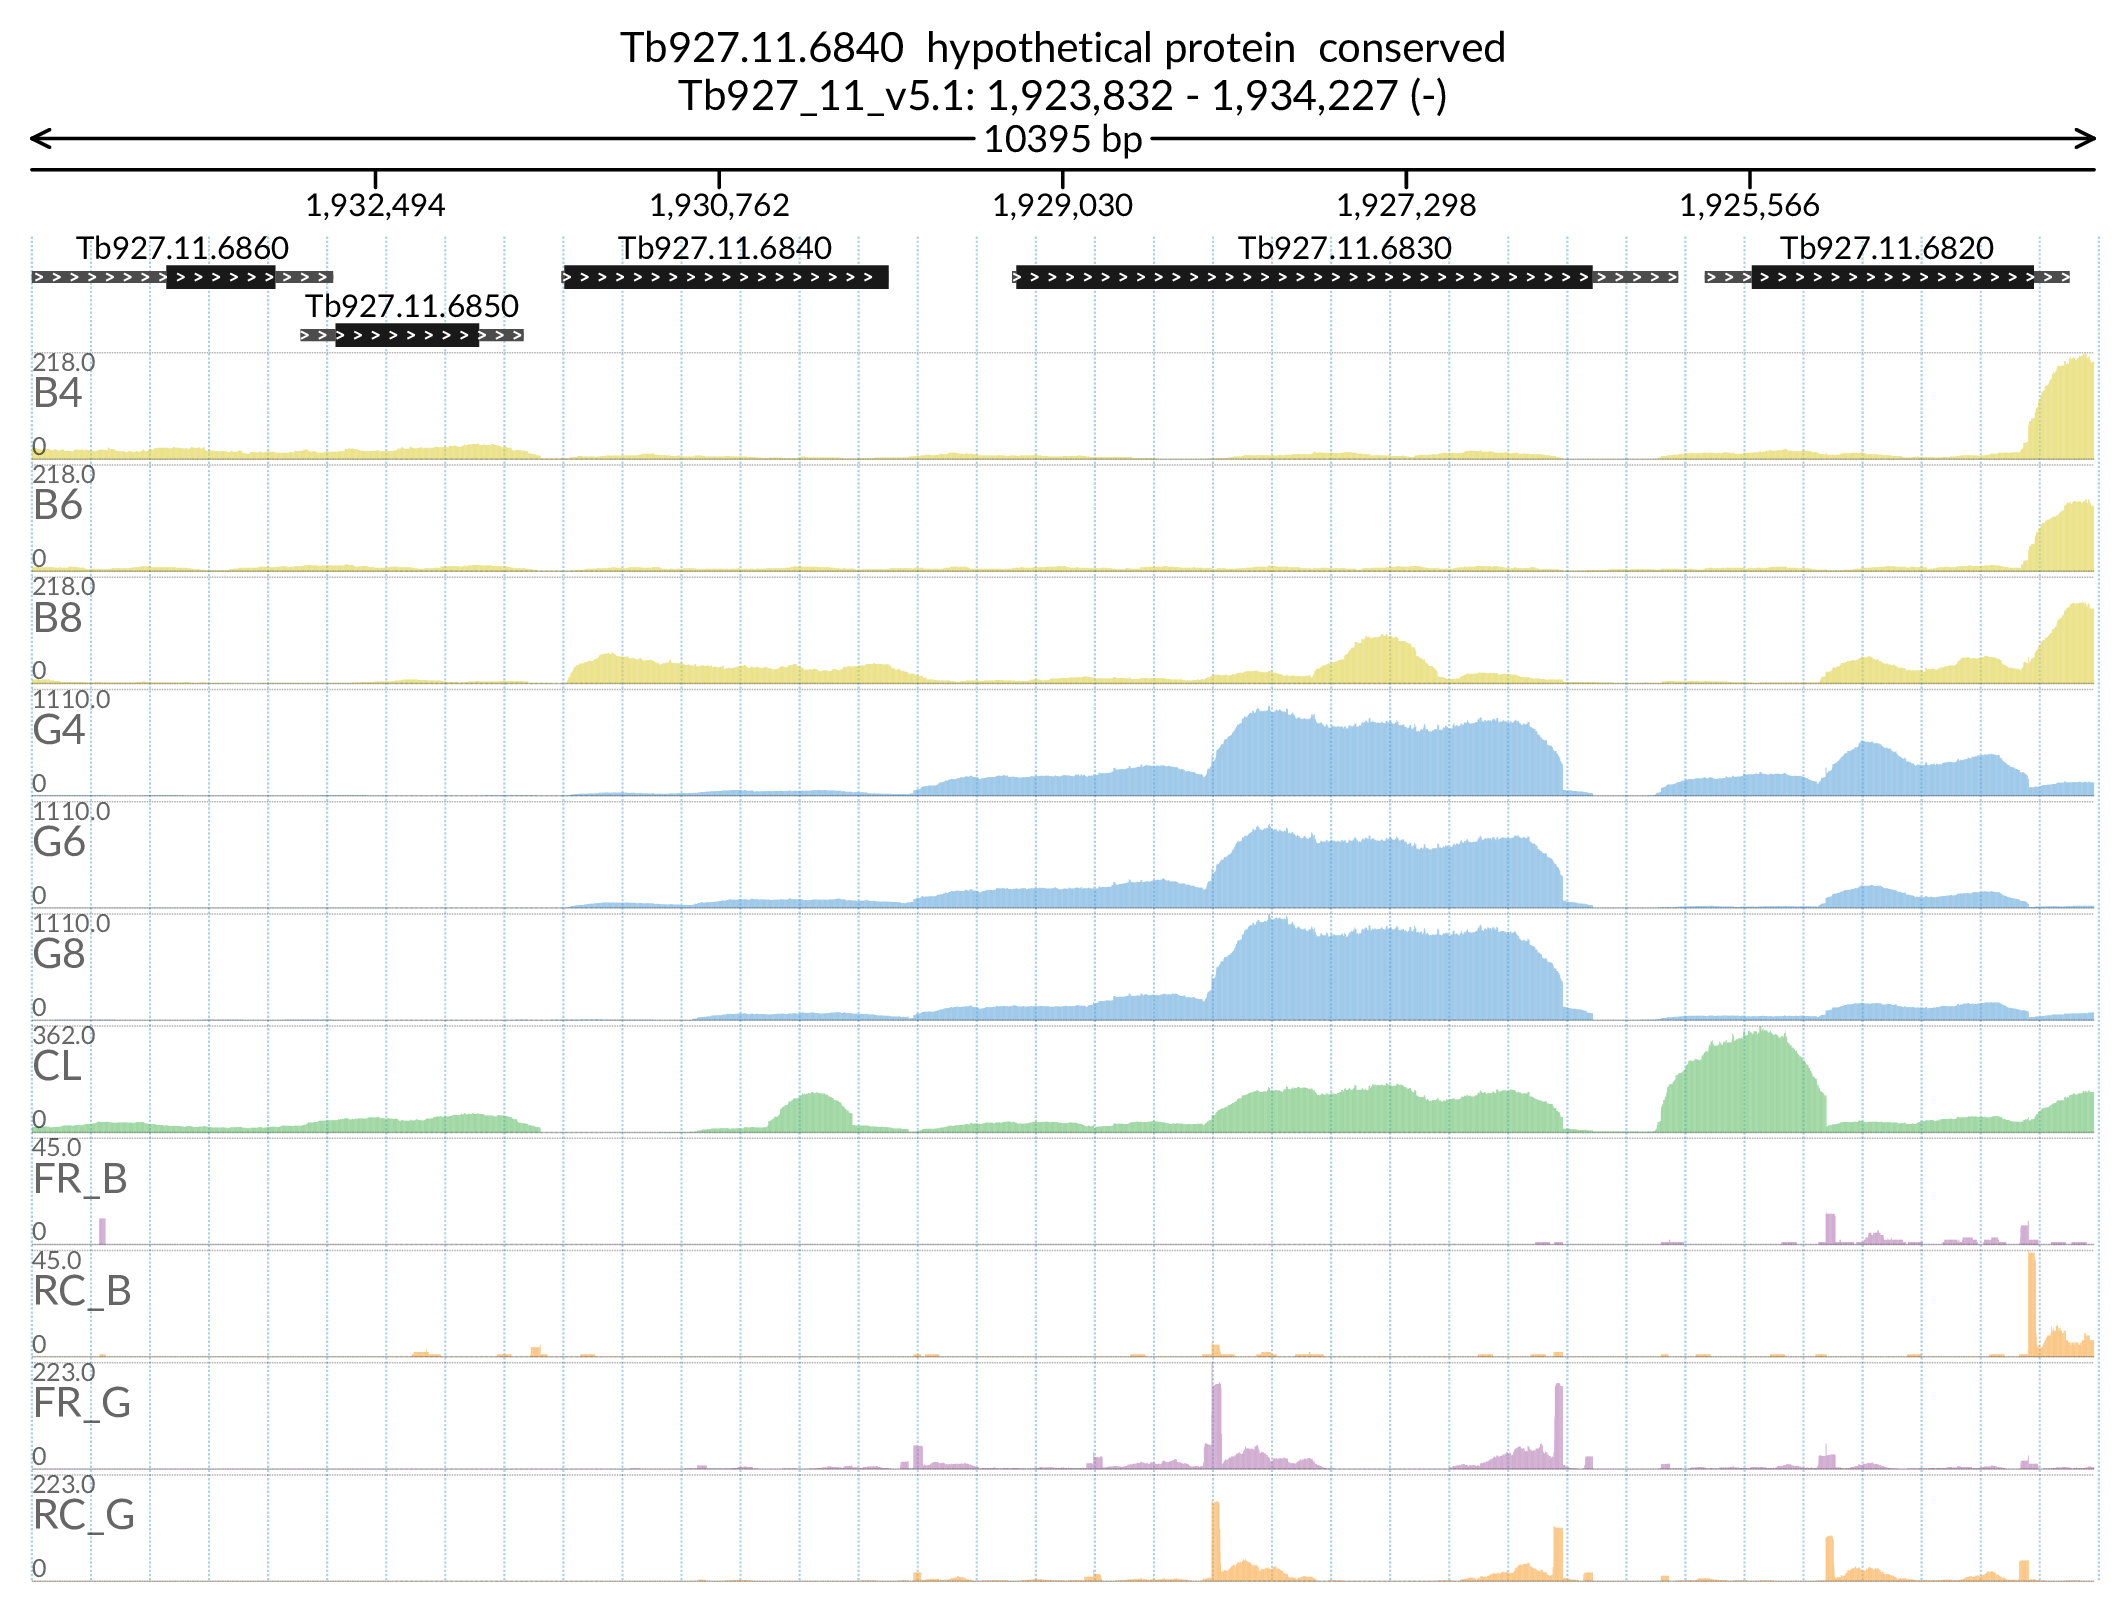 Tb927.11.6840  hypothetical protein  conserved
Tb927_11_v5.1: 1,923,832 - 1,934,227 (-)
10395 bp
1,932,494 1,930,762 1,929,030 1,927,298 1,925,566
Tb927.11.6860 Tb927.11.6840 Tb927.11.6830 Tb927.11.6820
Tb927.11.6850
218.0
B4
0
218.0
B6
0
218.0
B8
0
1110.0
G4
0
1110.0
G6
0
1110.0
G8
0
362.0
CL
0
45.0
FR_B
0
45.0
RC_B
0
223.0
FR_G
0
223.0
RC_G
0